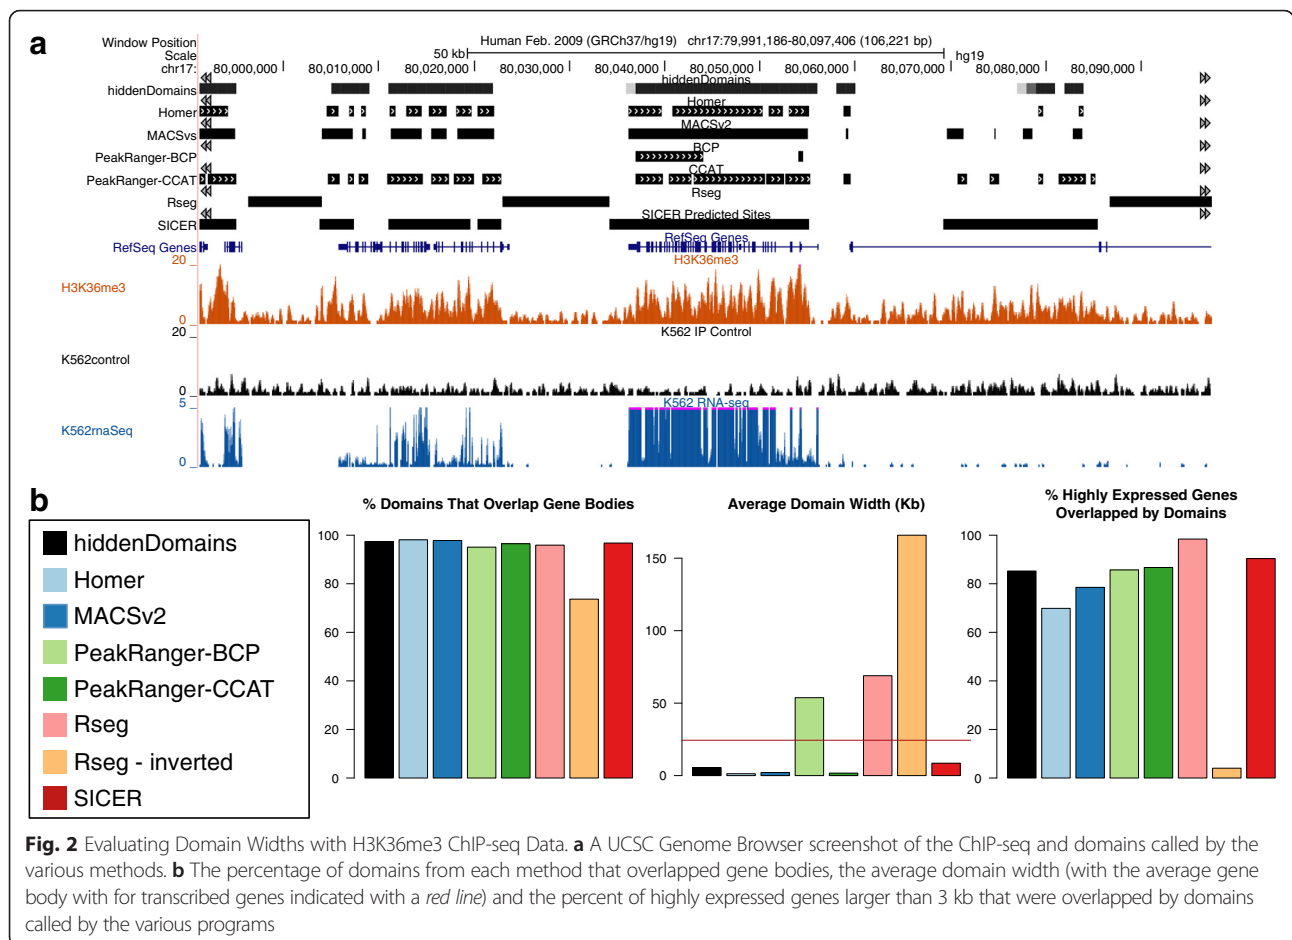 a
Window Position Human Feb. 2009 (GRCh37/hg19) chr17:79,991,186-80,097,406 (106,221 bp)
Scale 50 kb hg19
chr17: 80,000,000 80,010,000 80,020,000 80,030,000 80,040,000 80,050,000 80,060,000 80,070,000 80,080,000 80,090,000
hiddenDomains
hiddenDomains
Homer
Homer
MACSv2
MACSvs
BCP
PeakRanger-BCP
CCAT
PeakRanger-CCAT
Rseg
Rseg
SICER Predicted Sites
SICER
RefSeq Genes
RefSeq Genes
H3K36me3
20
H3K36me3
0
K562 IP Control
20
K562control
0
K562 RNA-seq
5
K562rnaSeq
0
b
hiddenDomains
Homer
MACSv2
PeakRanger-BCP
PeakRanger-CCAT
Rseg
Rseg - inverted
SICER
% Domains That Overlap Gene Bodies
100
80
60
40
20
0
Average Domain Width (Kb)
150
100
50
0
% Highly Expressed Genes
Overlapped by Domains
100
80
60
40
20
0
Fig. 2 Evaluating Domain Widths with H3K36me3 ChIP-seq Data. a A UCSC Genome Browser screenshot of the ChIP-seq and domains called by the
various methods. b The percentage of domains from each method that overlapped gene bodies, the average domain width (with the average gene
body with for transcribed genes indicated with a red line) and the percent of highly expressed genes larger than 3 kb that were overlapped by domains
called by the various programs